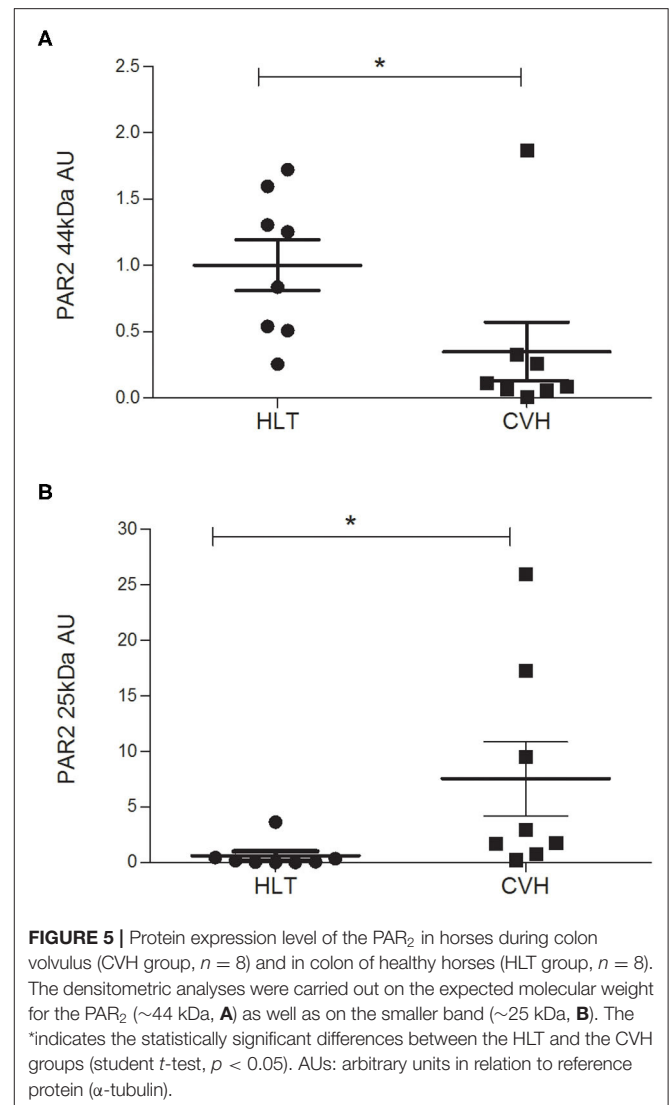 A
*
2.5
2.0
1.5
1.0
0.5
0.0
PAR2 44kDa AU
HLT CVH
B
*
30
25
20
15
10
5
0
PAR2 25kDa AU
HLT CVH
FIGURE 5 | Protein expression level of the PAR₂ in horses during colon
volvulus (CVH group, n = 8) and in colon of healthy horses (HLT group, n = 8).
The densitometric analyses were carried out on the expected molecular weight
for the PAR₂ (∼44 kDa, A) as well as on the smaller band (∼25 kDa, B). The
*indicates the statistically significant differences between the HLT and the CVH
groups (student t-test, p < 0.05). AUs: arbitrary units in relation to reference
protein (α-tubulin).